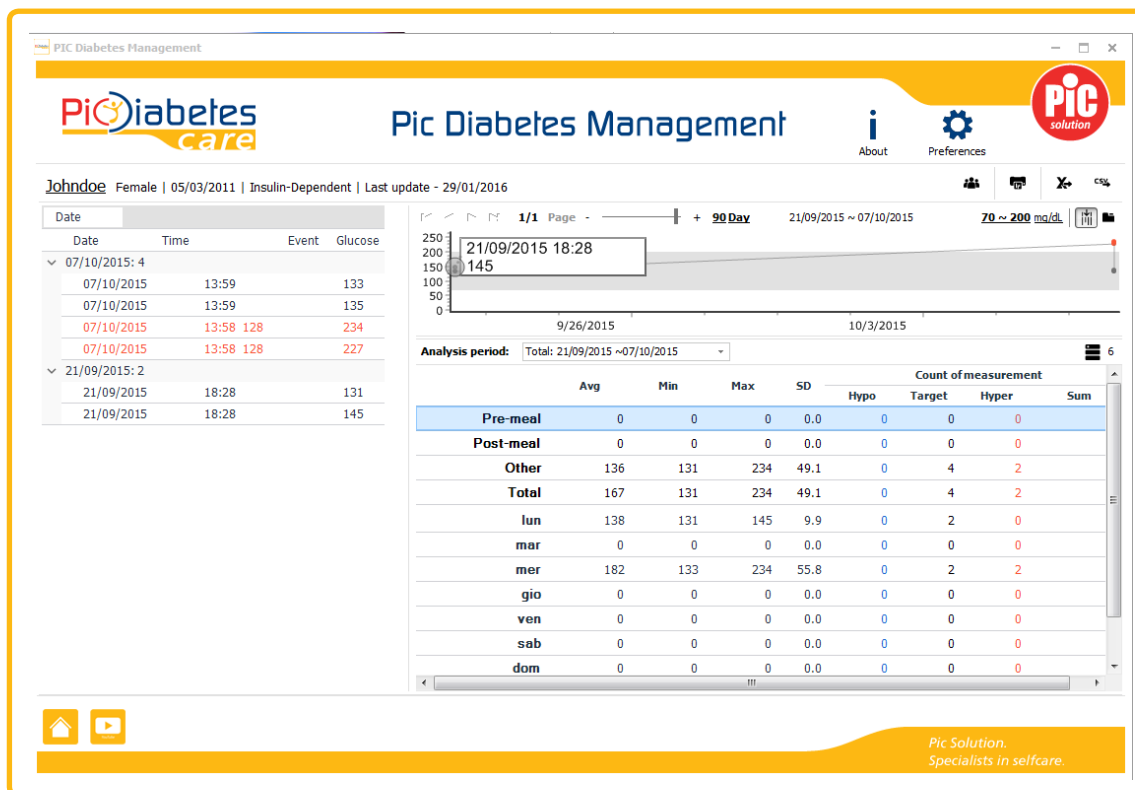 PIC Diabetes Management
PiCDiabetes
care
Pic Diabetes Management
About
Preferences
PiC
solution
Johndoe Female | 05/03/2011 | Insulin-Dependent | Last update - 29/01/2016
CSV
Date
Date Time Event Glucose
07/10/2015: 4
07/10/2015 13:59 133
07/10/2015 13:59 135
07/10/2015 13:58 128 234
07/10/2015 13:58 128 227
21/09/2015: 2
21/09/2015 18:28 131
21/09/2015 18:28 145
1/1 Page - + 90 Day 21/09/2015 ~ 07/10/2015 70 ~ 200 mg/dL
250
200
150
100
50
0
21/09/2015 18:28
145
9/26/2015 10/3/2015
Analysis period: Total: 21/09/2015 ~07/10/2015 6
Avg Min Max SD Count of measurement
Hypo Target Hyper Sum
Pre-meal 0 0 0 0.0 0 0 0
Post-meal 0 0 0 0.0 0 0 0
Other 136 131 234 49.1 0 4 2
Total 167 131 234 49.1 0 4 2
lun 138 131 145 9.9 0 2 0
mar 0 0 0 0.0 0 0 0
mer 182 133 234 55.8 0 2 2
gio 0 0 0 0.0 0 0 0
ven 0 0 0 0.0 0 0 0
sab 0 0 0 0.0 0 0 0
dom 0 0 0 0.0 0 0 0
Pic Solution.
Specialists in selfcare.